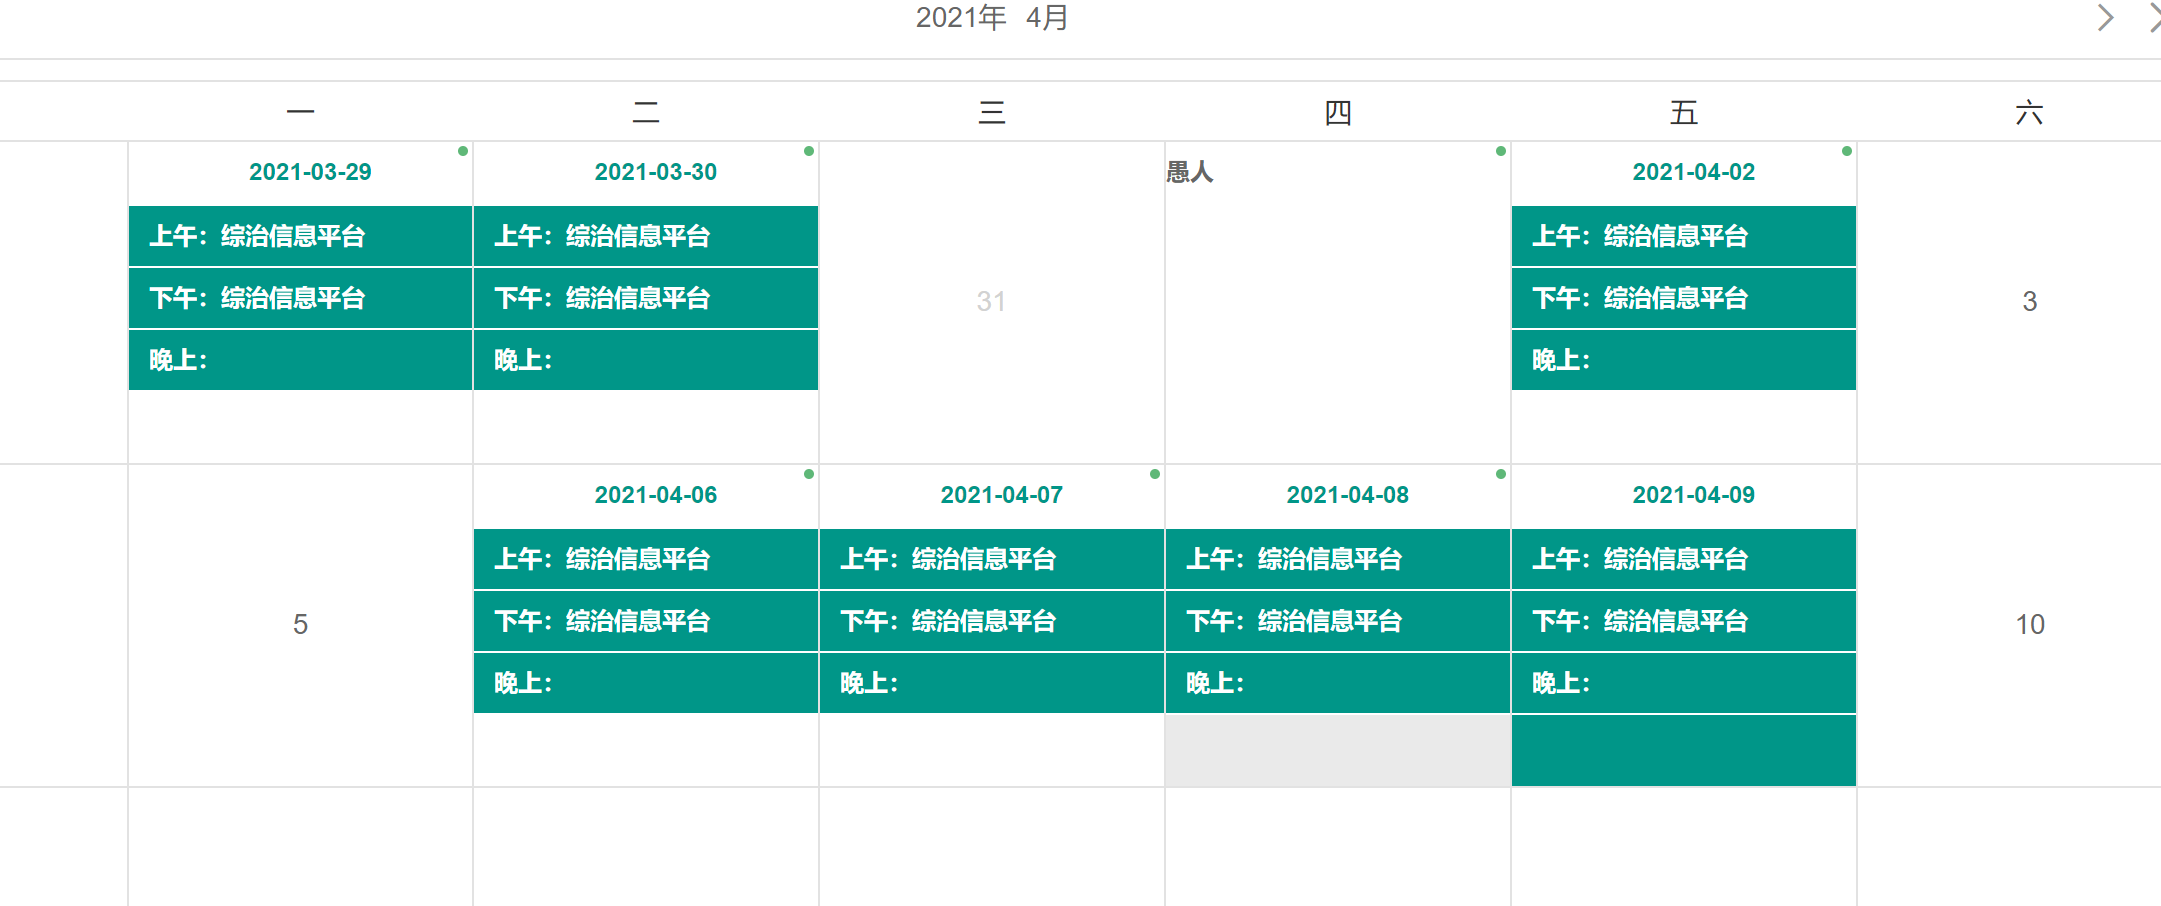 2021年 4月
一 二 三 四 五 六
2021-03-29
上午：综治信息平台
下午：综治信息平台
晚上：
2021-03-30
上午：综治信息平台
下午：综治信息平台
晚上：
31
愚人
2021-04-02
上午：综治信息平台
下午：综治信息平台
晚上：
3
5
2021-04-06
上午：综治信息平台
下午：综治信息平台
晚上：
2021-04-07
上午：综治信息平台
下午：综治信息平台
晚上：
2021-04-08
上午：综治信息平台
下午：综治信息平台
晚上：
2021-04-09
上午：综治信息平台
下午：综治信息平台
晚上：
10